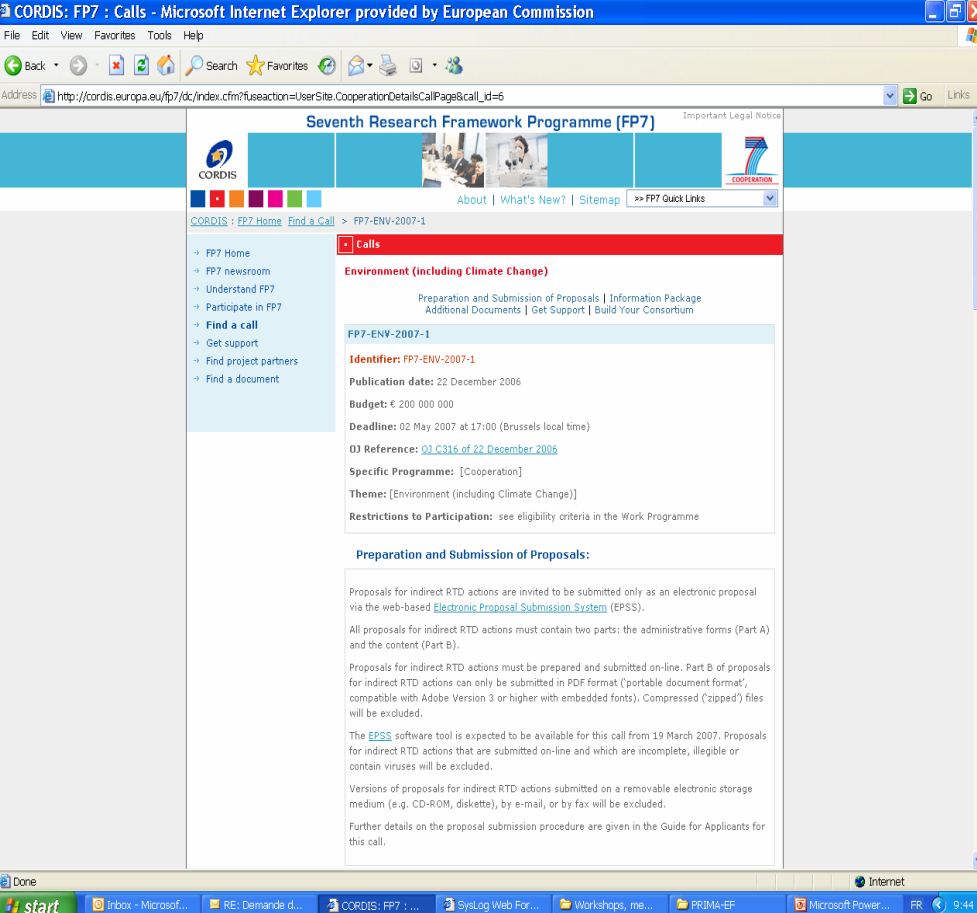 CORDIS: FP7 : Calls - Microsoft Internet Explorer provided by European Commission
File Edit View Favorites Tools Help
Back Search Favorites
Address http://cordis.europa.eu/fp7/dc/index.cfm?fuseaction=UserSite.CooperationDetailsCallPage&call_id=6 Go Links
Seventh Research Framework Programme (FP7) Important Legal Notice
CORDIS
7
COOPERATION
About | What's New? | Sitemap >> FP7 Quick Links
CORDIS : FP7 Home Find a Call > FP7-ENV-2007-1
Calls
FP7 Home
FP7 newsroom
Understand FP7
Participate in FP7
Find a call
Get support
Find project partners
Find a document
Environment (including Climate Change)
Preparation and Submission of Proposals | Information Package
Additional Documents | Get Support | Build Your Consortium
FP7-ENV-2007-1
Identifier: FP7-ENV-2007-1
Publication date: 22 December 2006
Budget: € 200 000 000
Deadline: 02 May 2007 at 17:00 (Brussels local time)
OJ Reference: OJ C316 of 22 December 2006
Specific Programme: [Cooperation]
Theme: [Environment (including Climate Change)]
Restrictions to Participation: see eligibility criteria in the Work Programme
Preparation and Submission of Proposals:
Proposals for indirect RTD actions are invited to be submitted only as an electronic proposal
via the web-based Electronic Proposal Submission System (EPSS).
All proposals for indirect RTD actions must contain two parts: the administrative forms (Part A)
and the content (Part B).
Proposals for indirect RTD actions must be prepared and submitted on-line. Part B of proposals
for indirect RTD actions can only be submitted in PDF format (‘portable document format’,
compatible with Adobe Version 3 or higher with embedded fonts). Compressed (‘zipped’) files
will be excluded.
The EPSS software tool is expected to be available for this call from 19 March 2007. Proposals
for indirect RTD actions that are submitted on-line and which are incomplete, illegible or
contain viruses will be excluded.
Versions of proposals for indirect RTD actions submitted on a removable electronic storage
medium (e.g. CD-ROM, diskette), by e-mail, or by fax will be excluded.
Further details on the proposal submission procedure are given in the Guide for Applicants for
this call.
Done Internet
start Inbox - Microsof... RE: Demande d... CORDIS: FP7 : ... SysLog Web For... Workshops, me... PRIMA-EF Microsoft Power... FR 9:44